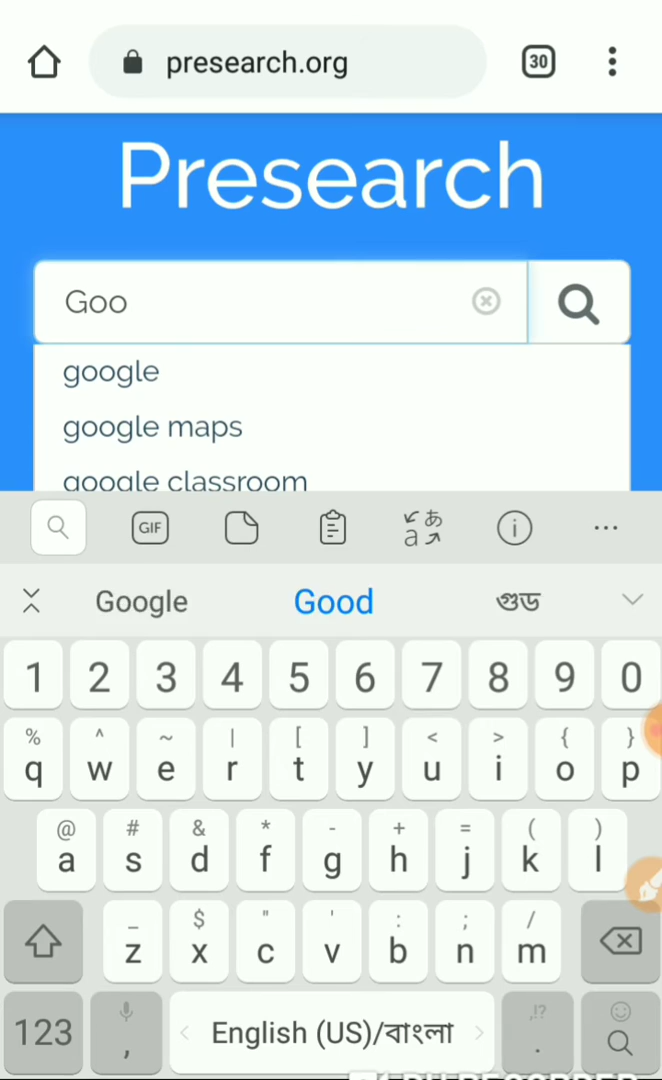 presearch.org 30
Presearch
Goo
google
google maps
google classroom
GIF あ a i ...
Google Good গুড
1 2 3 4 5 6 7 8 9 0
% ^ ~ | [ ] < > { }
q w e r t y u i o p
@ # & * - + = ( )
a s d f g h j k l
_ $ " ' : ; /
z x c v b n m
,!?
123 , English (US)/বাংলা .